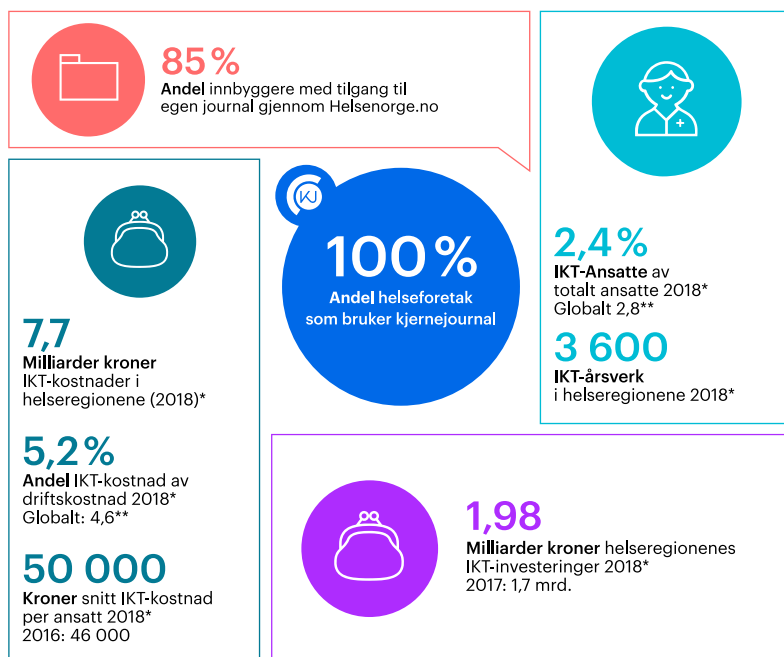 85 %
Andel innbyggere med tilgang til
egen journal gjennom Helsenorge.no
KJ
100 %
Andel helseforetak
som bruker kjernejournal
2,4 %
IKT-Ansatte av
totalt ansatte 2018*
Globalt 2,8**
3 600
IKT-årsverk
i helseregionene 2018*
7,7
Milliarder kroner
IKT-kostnader i
helseregionene (2018)*
5,2 %
Andel IKT-kostnad av
driftskostnad 2018*
Globalt: 4,6**
50 000
Kroner snitt IKT-kostnad
per ansatt 2018*
2016: 46 000
1,98
Milliarder kroner helseregionenes
IKT-investeringer 2018*
2017: 1,7 mrd.